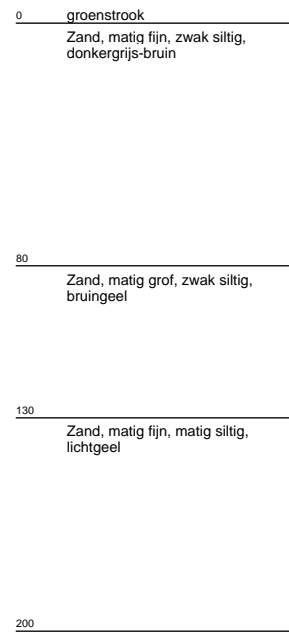 0 groenstrook
Zand, matig fijn, zwak siltig,
donkergrijs-bruin
80
Zand, matig grof, zwak siltig,
bruingeel
130
Zand, matig fijn, matig siltig,
lichtgeel
200